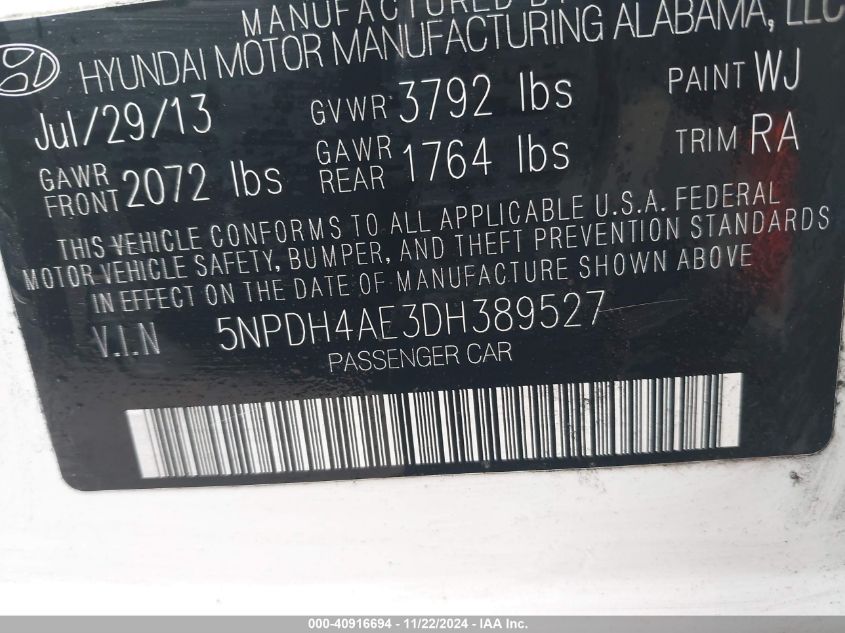 MANUFACTURED BY
HYUNDAI MOTOR MANUFACTURING ALABAMA, LLC
Jul/29/13 GVWR 3792 lbs PAINT WJ
GAWR FRONT 2072 lbs GAWR REAR 1764 lbs TRIM RA
THIS VEHICLE CONFORMS TO ALL APPLICABLE U.S.A. FEDERAL
MOTOR VEHICLE SAFETY, BUMPER, AND THEFT PREVENTION STANDARDS
IN EFFECT ON THE DATE OF MANUFACTURE SHOWN ABOVE
V.I.N 5NPDH4AE3DH389527
PASSENGER CAR
000-40916694 - 11/22/2024 - IAA Inc.